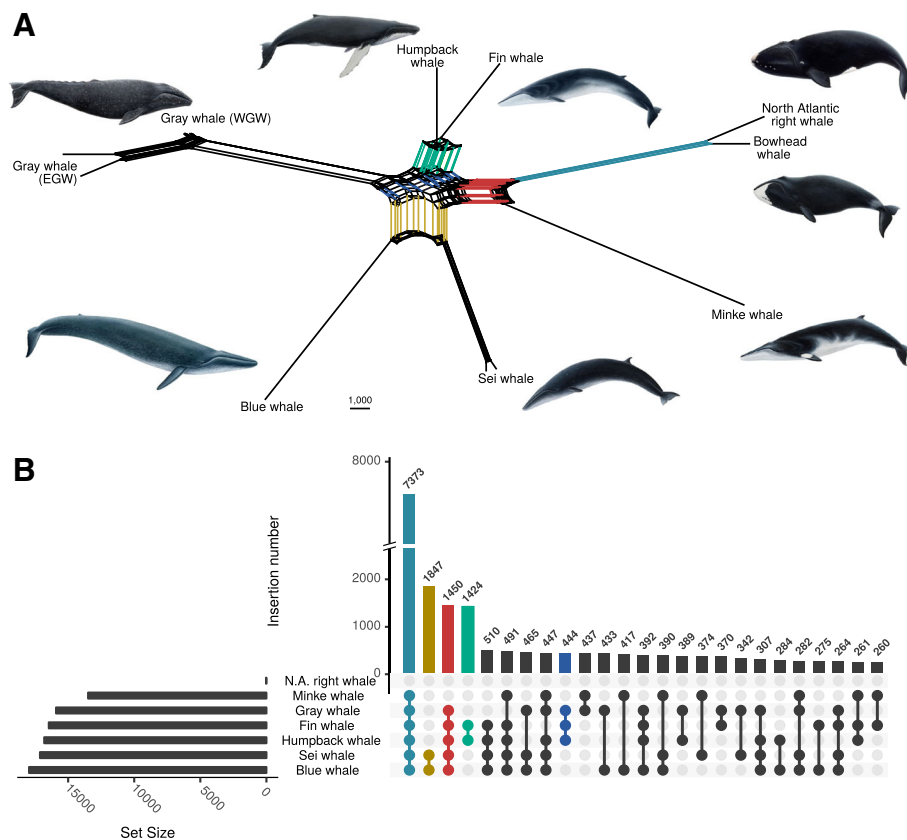 A
Humpback
whale
Fin whale
North Atlantic
right whale
Gray whale (WGW)
Bowhead
whale
Gray whale
(EGW)
Minke whale
Sei whale
Blue whale
1,000
B
Insertion number
8000
2000
1000
0
7373
1847
1450
1424
510
491
465
447
444
437
433
417
392
390
389
374
370
342
307
284
282
275
264
261
260
N.A. right whale
Minke whale
Gray whale
Fin whale
Humpback whale
Sei whale
Blue whale
15000
10000
5000
0
Set Size